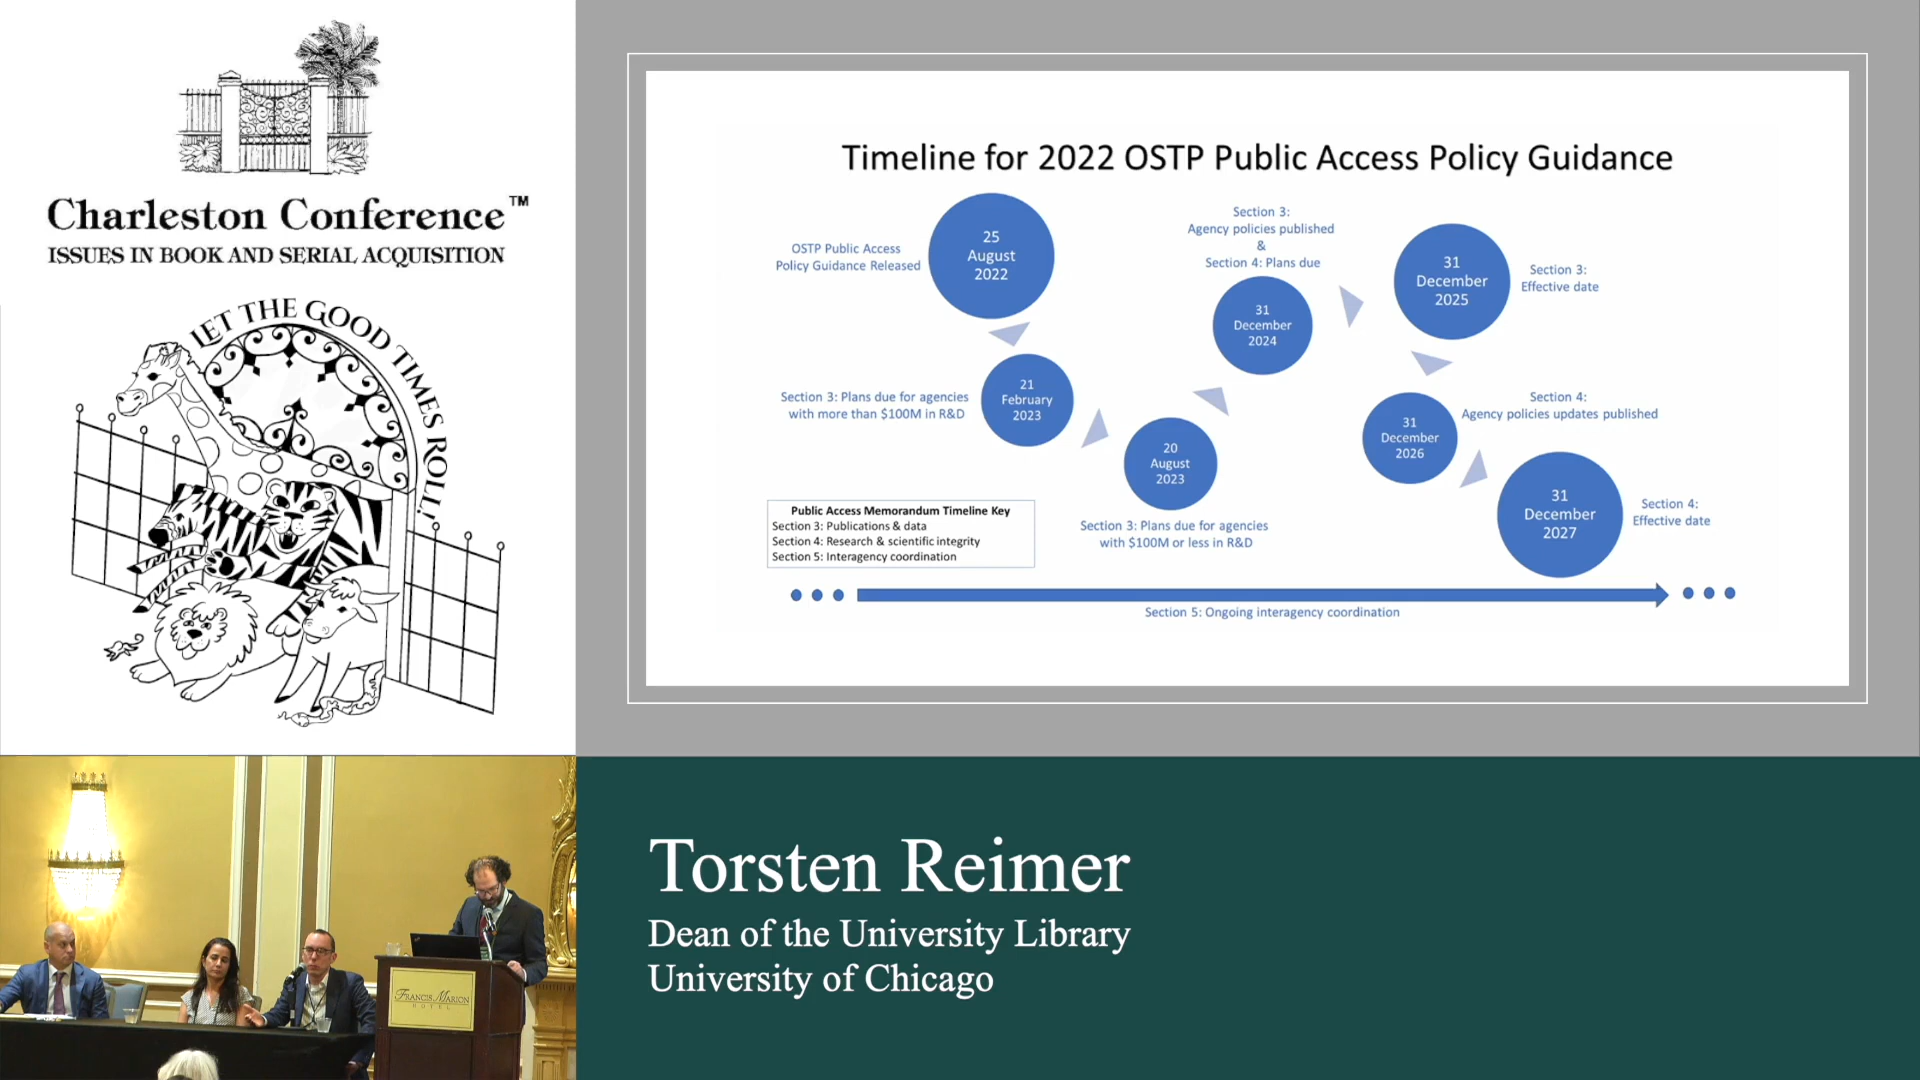 Charleston Conference™
ISSUES IN BOOK AND SERIAL ACQUISITION
LET THE GOOD TIMES ROLL!
Timeline for 2022 OSTP Public Access Policy Guidance
OSTP Public Access
Policy Guidance Released
25
August
2022
Section 3: Plans due for agencies
with more than $100M in R&D
21
February
2023
20
August
2023
Section 3: Plans due for agencies
with $100M or less in R&D
Section 3:
Agency policies published
&
Section 4: Plans due
31
December
2024
31
December
2025
Section 3:
Effective date
31
December
2026
Section 4:
Agency policies updates published
31
December
2027
Section 4:
Effective date
Public Access Memorandum Timeline Key
Section 3: Publications & data
Section 4: Research & scientific integrity
Section 5: Interagency coordination
Section 5: Ongoing interagency coordination
FRANCIS MARION
HOTEL
Torsten Reimer
Dean of the University Library
University of Chicago